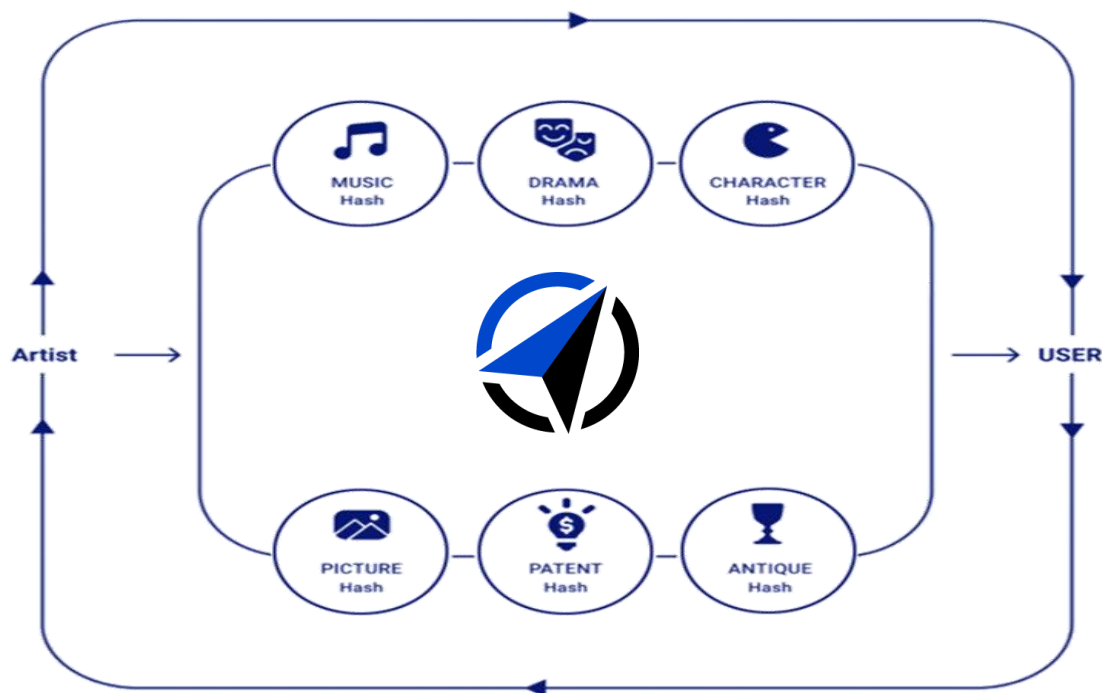 MUSIC
Hash
DRAMA
Hash
CHARACTER
Hash
Artist
USER
PICTURE
Hash
$
PATENT
Hash
ANTIQUE
Hash